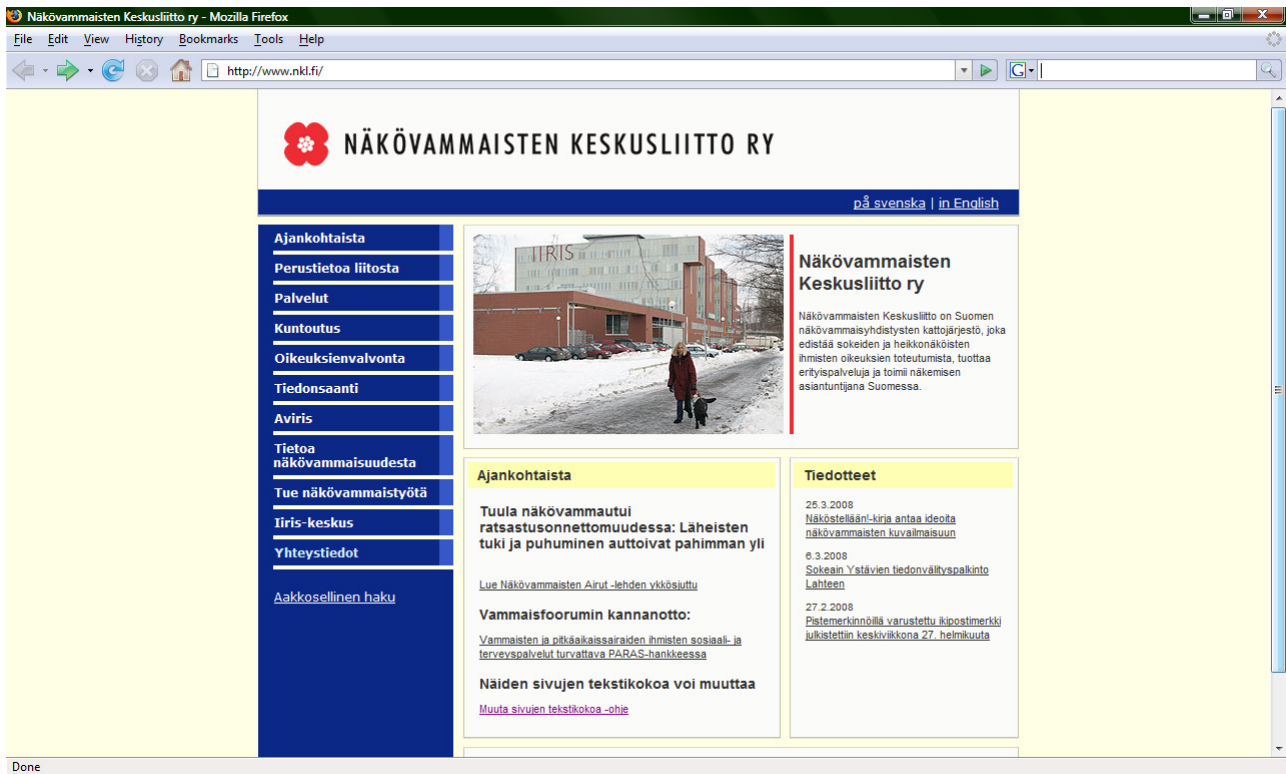 Näkövammaisten Keskusliitto ry - Mozilla Firefox
File Edit View History Bookmarks Tools Help
http://www.nkl.fi/
G
NÄKÖVAMMAISTEN KESKUSLIITTO RY
på svenska | in English
Ajankohtaista
Perustietoa liitosta
Palvelut
Kuntoutus
Oikeuksienvalvonta
Tiedonsaanti
Aviris
Tietoa
näkövammaisuudesta
Tue näkövammaistyötä
Iiris-keskus
Yhteystiedot
Aakkosellinen haku
IIRIS
Näkövammaisten
Keskusliitto ry
Näkövammaisten Keskusliitto on Suomen
näkövammaisyhdistysten kattojärjestö, joka
edistää sokeiden ja heikkonäköisten
ihmisten oikeuksien toteutumista, tuottaa
erityispalveluja ja toimii näkemisen
asiantuntijana Suomessa.
Ajankohtaista
Tuula näkövammautui
ratsastusonnettomuudessa: Läheisten
tuki ja puhuminen auttoivat pahimman yli
Lue Näkövammaisten Airut -lehden ykkösjuttu
Vammaisfoorumin kannanotto:
Vammaisten ja pitkäaikaissairaiden ihmisten sosiaali- ja
terveyspalvelut turvattava PARAS-hankkeessa
Näiden sivujen tekstikokoa voi muuttaa
Muuta sivujen tekstikokoa -ohje
Tiedotteet
25.3.2008
Näköstellään!-kirja antaa ideoita
näkövammaisten kuvailmaisuun
6.3.2008
Sokeain Ystävien tiedonvälityspalkinto
Lahteen
27.2.2008
Pistemerkinnöillä varustettu ikipostimerkki
julkistettiin keskiviikkona 27. helmikuuta
Done